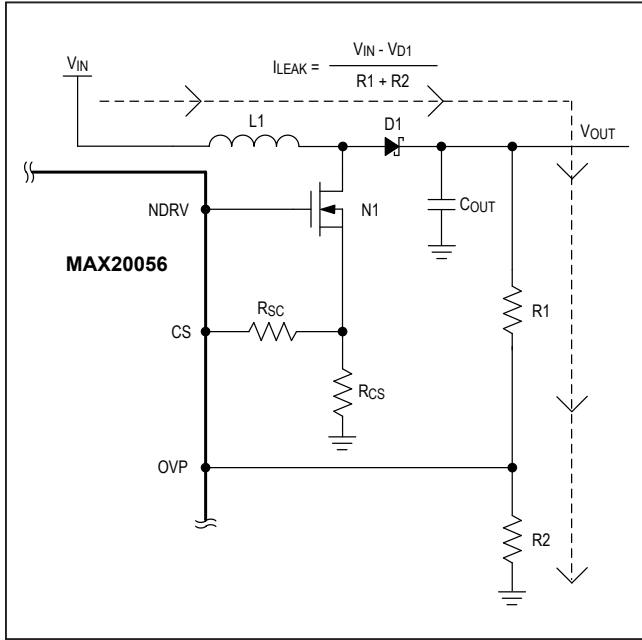 VIN
ILEAK = VIN - VD1
R1 + R2
L1
D1
VOUT
NDRV
N1
COUT
MAX20056
RSC
R1
CS
RCS
OVP
R2